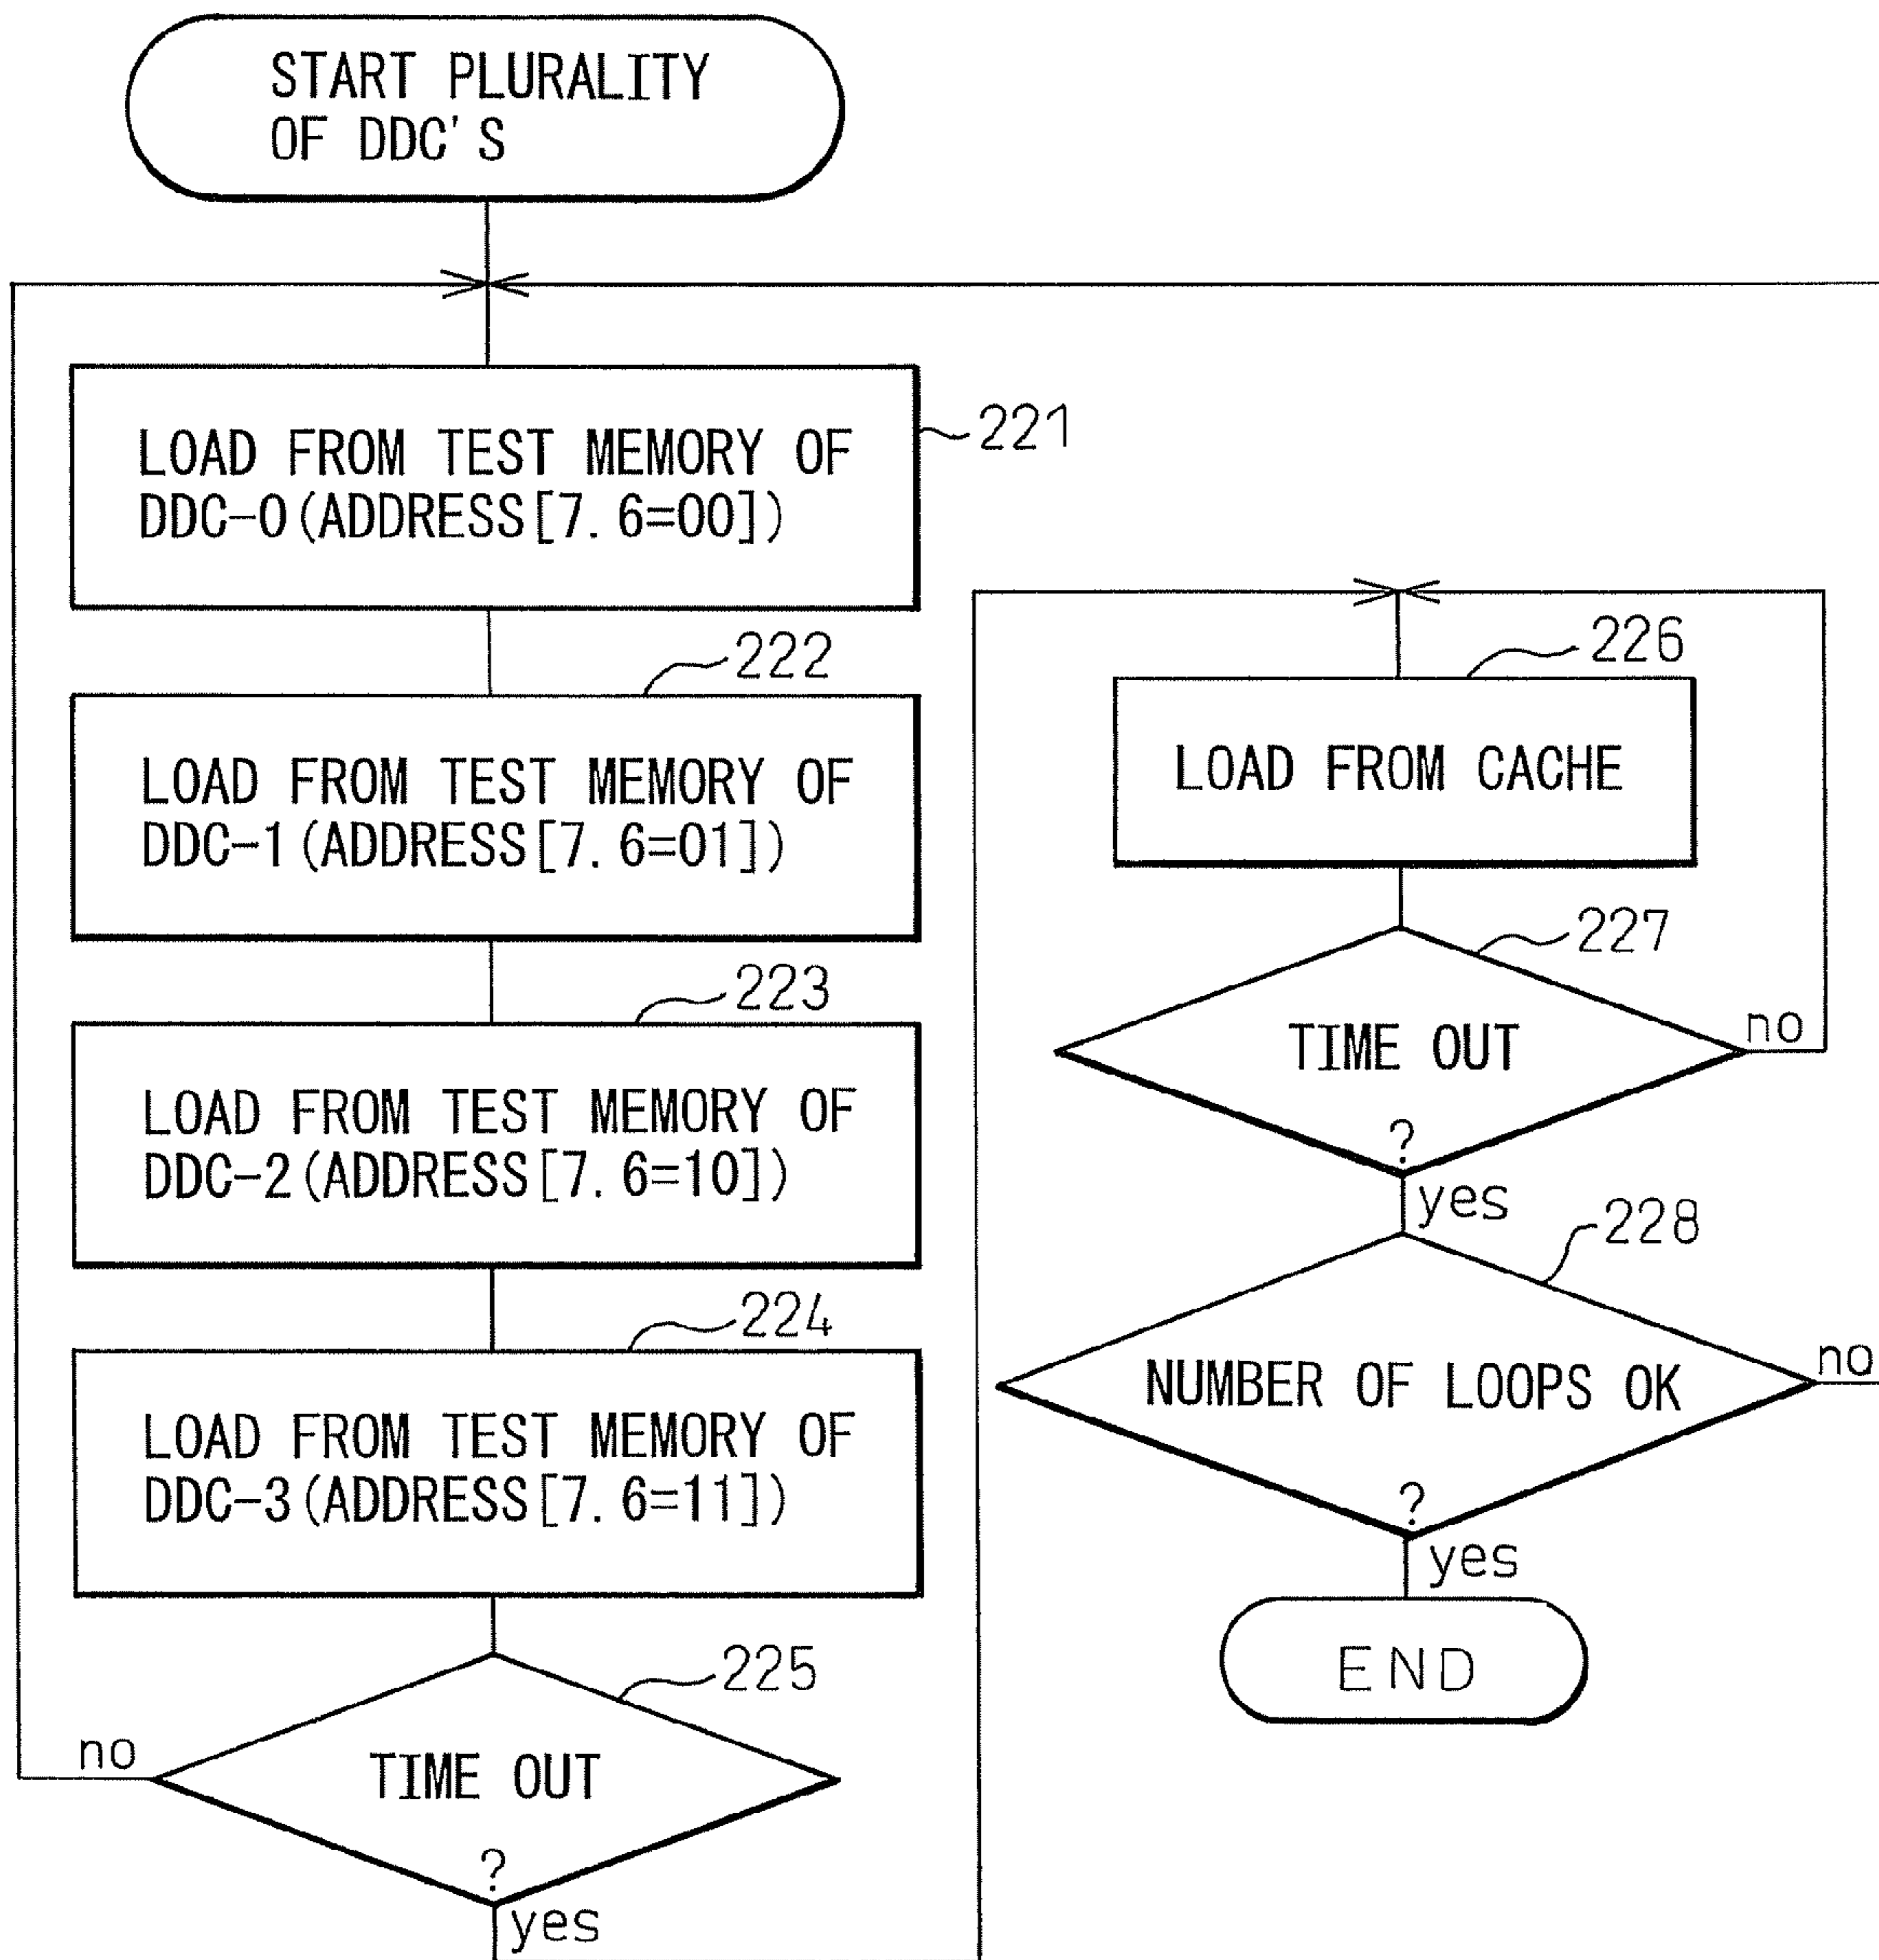 START PLURALITY
OF DDC'S
LOAD FROM TEST MEMORY OF
DDC-0(ADDRESS[7. 6=00])
221
222
LOAD FROM TEST MEMORY OF
DDC-1(ADDRESS[7. 6=01])
223
LOAD FROM TEST MEMORY OF
DDC-2(ADDRESS[7. 6=10])
224
LOAD FROM TEST MEMORY OF
DDC-3(ADDRESS[7. 6=11])
225
no
TIME OUT
?
yes
226
LOAD FROM CACHE
227
TIME OUT
no
?
yes
228
NUMBER OF LOOPS OK
no
?
yes
END